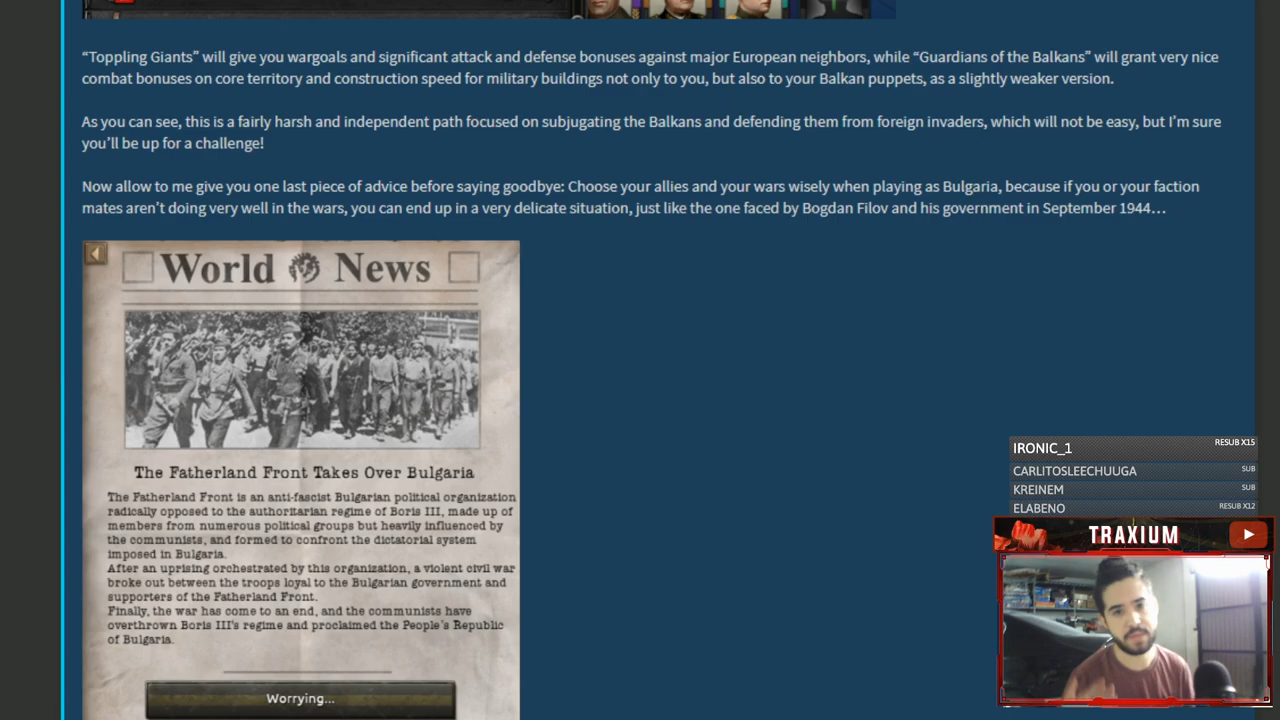 “Toppling Giants” will give you wargoals and significant attack and defense bonuses against major European neighbors, while “Guardians of the Balkans” will grant very nice
combat bonuses on core territory and construction speed for military buildings not only to you, but also to your Balkan puppets, as a slightly weaker version.
As you can see, this is a fairly harsh and independent path focused on subjugating the Balkans and defending them from foreign invaders, which will not be easy, but I’m sure
you’ll be up for a challenge!
Now allow to me give you one last piece of advice before saying goodbye: Choose your allies and your wars wisely when playing as Bulgaria, because if you or your faction
mates aren’t doing very well in the wars, you can end up in a very delicate situation, just like the one faced by Bogdan Filov and his government in September 1944…
World News
The Fatherland Front Takes Over Bulgaria
The Fatherland Front is an anti-fascist Bulgarian political organization
radically opposed to the authoritarian regime of Boris III, made up of
members from numerous political groups but heavily influenced by
the communists, and formed to confront the dictatorial system
imposed in Bulgaria.
After an uprising orchestrated by this organization, a violent civil war
broke out between the troops loyal to the Bulgarian government and
supporters of the Fatherland Front.
Finally, the war has come to an end, and the communists have
overthrown Boris III's regime and proclaimed the People's Republic
of Bulgaria.
Worrying...
IRONIC_1 RESUB X15
CARLITOSLEECHUUGA SUB
KREINEM SUB
ELABENO RESUB X12
TRAXIUM